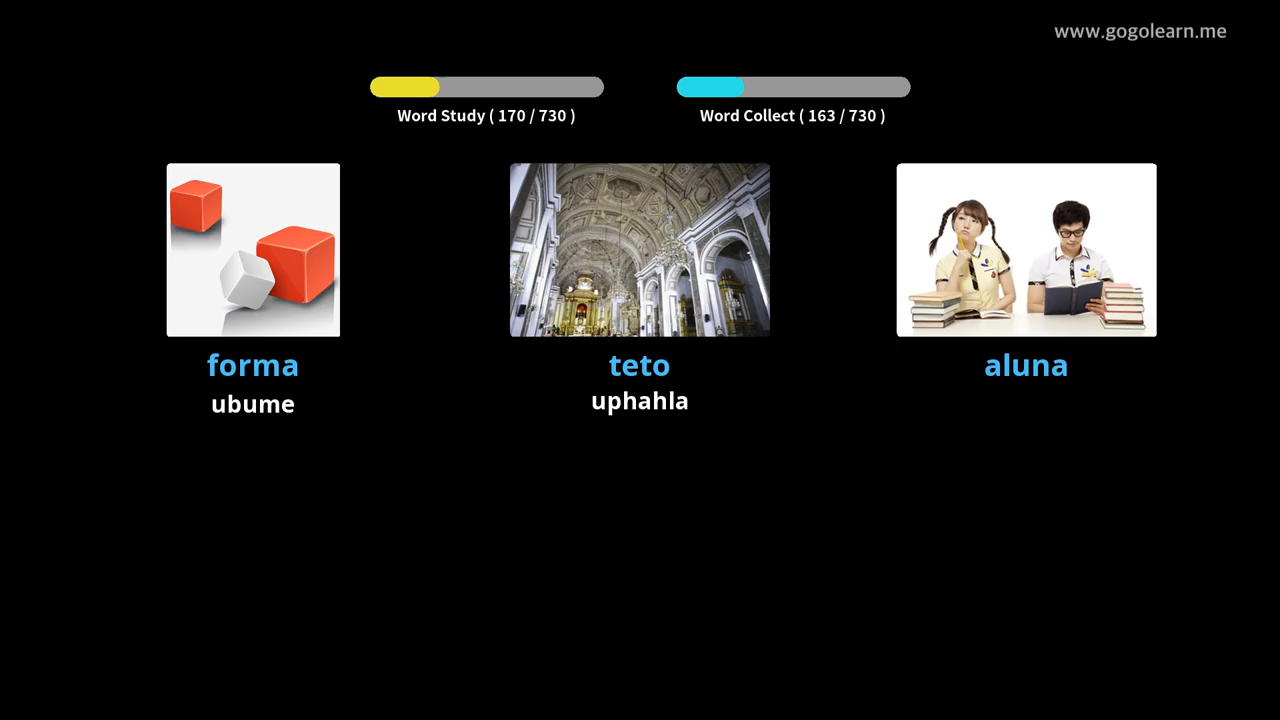 www.gogolearn.me
Word Study ( 170 / 730 )
Word Collect ( 163 / 730 )
forma
teto
aluna
ubume
uphahla